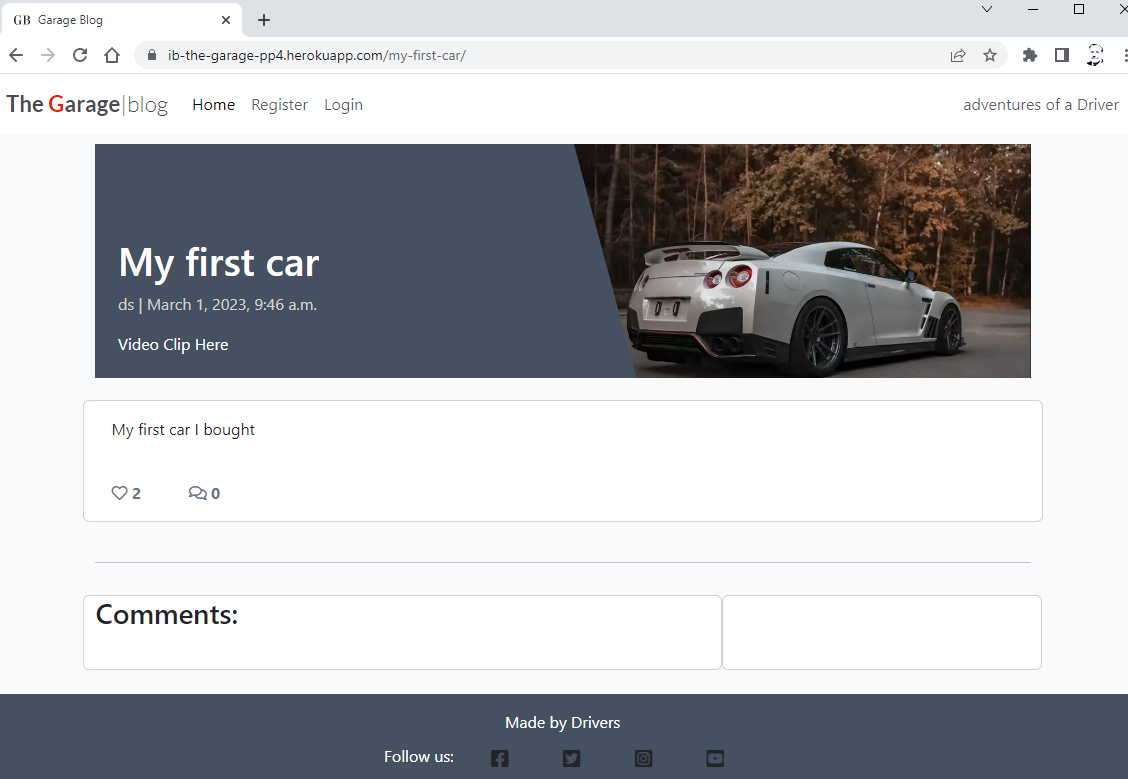 GB Garage Blog
ib-the-garage-pp4.herokuapp.com/my-first-car/
The Garage|blog Home Register Login adventures of a Driver
My first car
ds | March 1, 2023, 9:46 a.m.
Video Clip Here
My first car I bought
2 0
Comments:
Made by Drivers
Follow us: